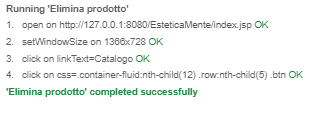 Running 'Elimina prodotto'
1. open on http://127.0.0.1:8080/EsteticaMente/index.jsp OK
2. setWindowSize on 1366x728 OK
3. click on linkText=Catalogo OK
4. click on css=.container-fluid:nth-child(12) .row:nth-child(5) .btn OK
'Elimina prodotto' completed successfully